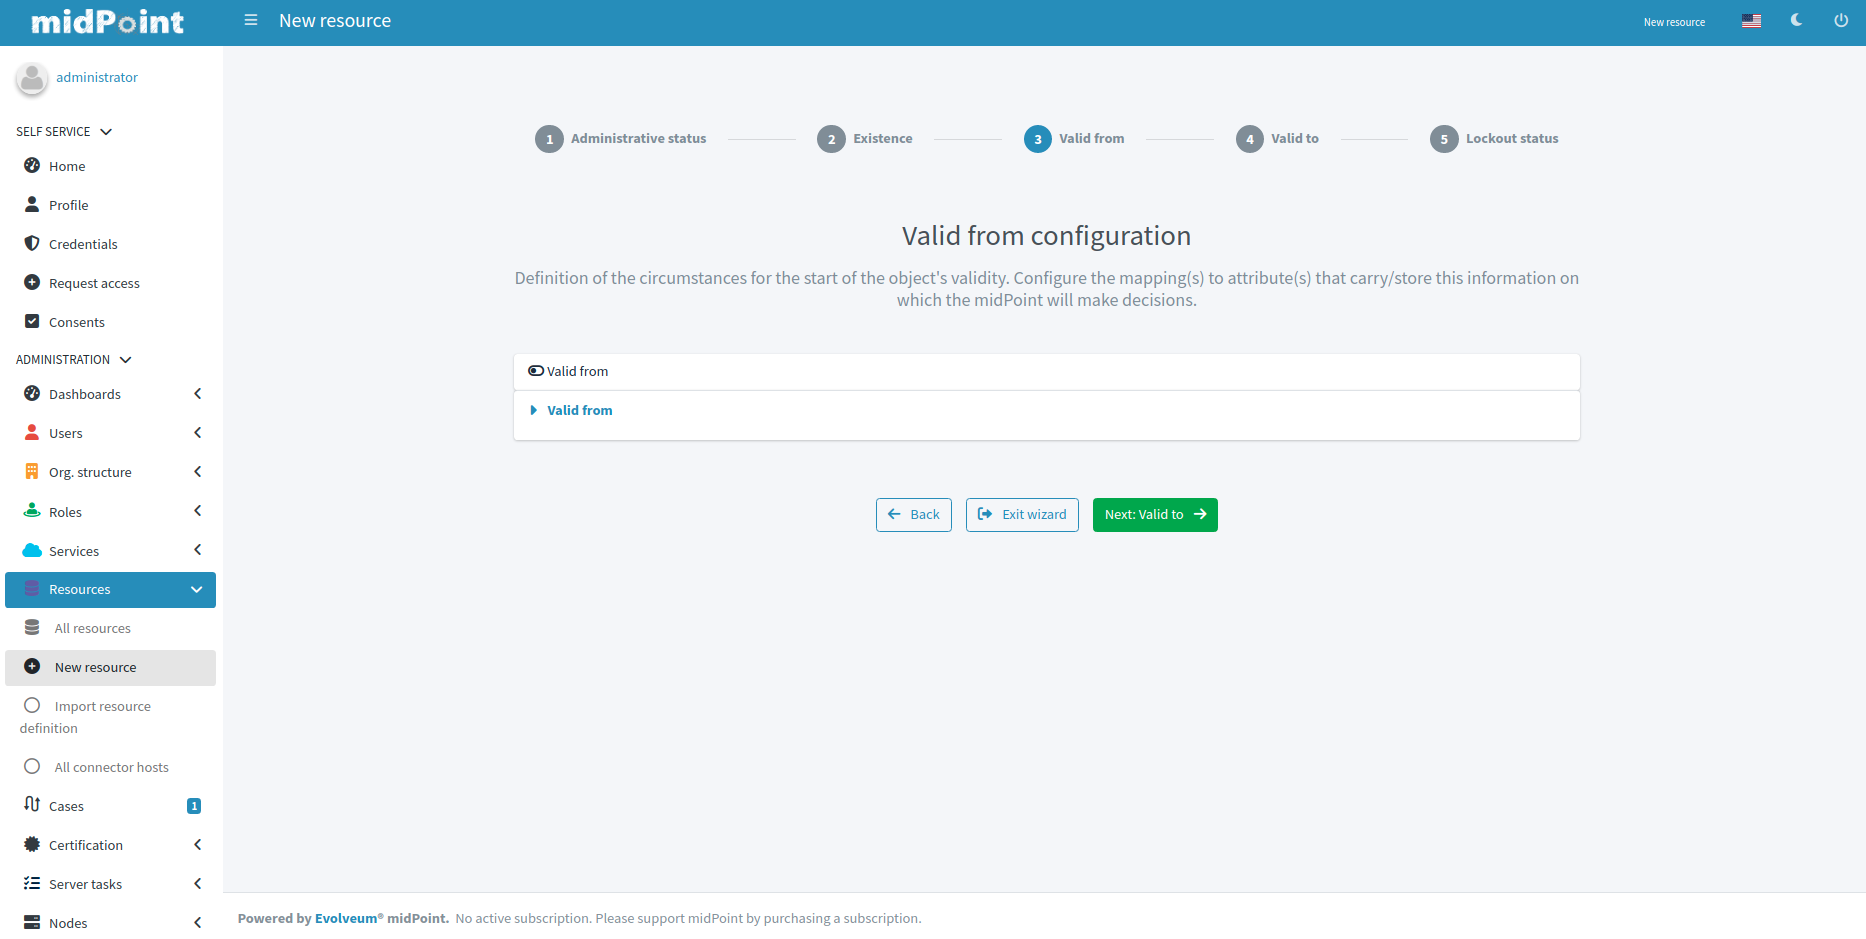 midPoint
New resource
New resource
administrator
SELF SERVICE
Home
Profile
Credentials
Request access
Consents
ADMINISTRATION
Dashboards
Users
Org. structure
Roles
Services
Resources
All resources
New resource
Import resource
definition
All connector hosts
Cases
1
Certification
Server tasks
Nodes
1 Administrative status
2 Existence
3 Valid from
4 Valid to
5 Lockout status
Valid from configuration
Definition of the circumstances for the start of the object's validity. Configure the mapping(s) to attribute(s) that carry/store this information on
which the midPoint will make decisions.
Valid from
Valid from
Back
Exit wizard
Next: Valid to
Powered by Evolveum® midPoint. No active subscription. Please support midPoint by purchasing a subscription.